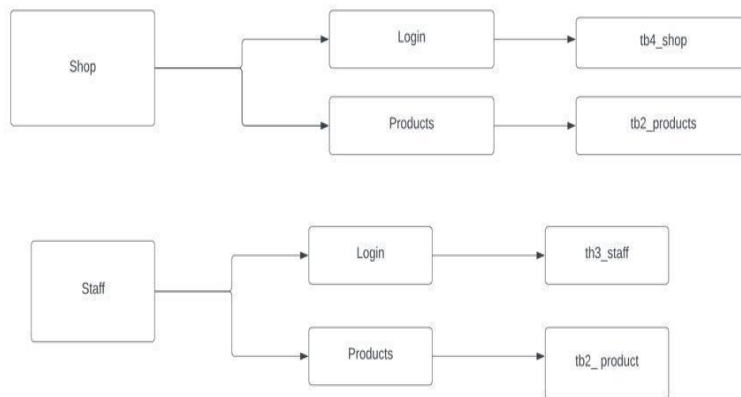 Shop
Login
tb4_shop
Products
tb2_products
Staff
Login
th3_staff
Products
tb2_ product